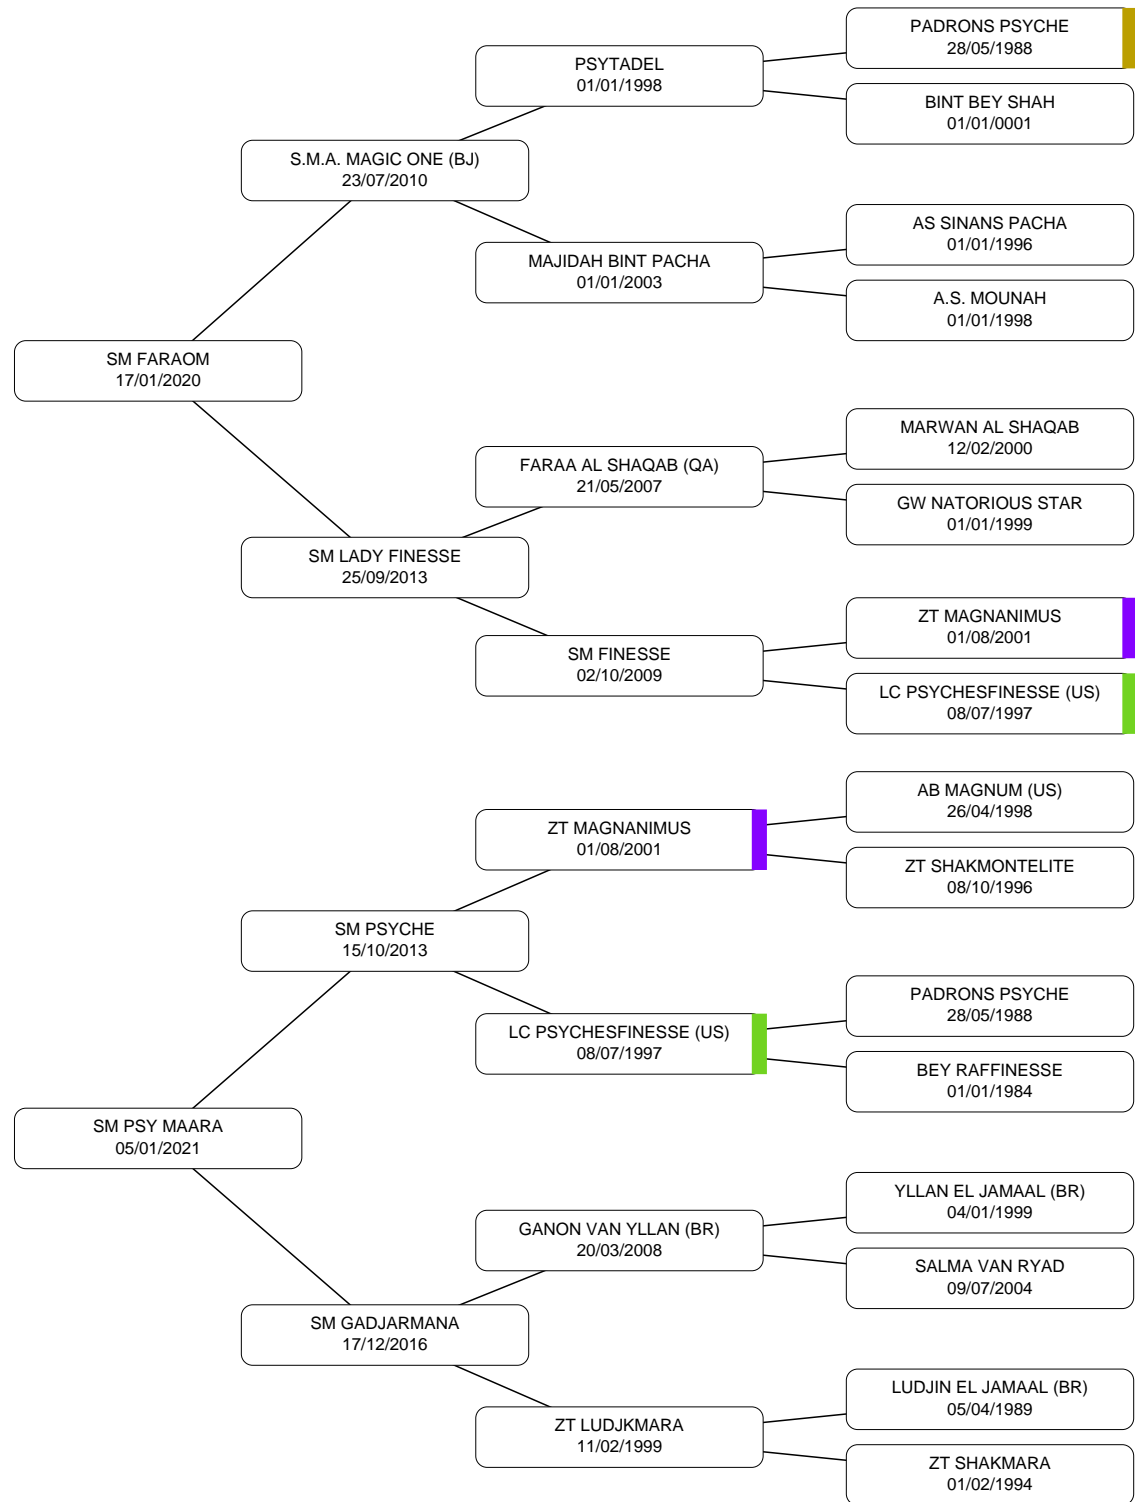 PADRONS PSYCHE
28/05/1988
PSYTADEL
01/01/1998
BINT BEY SHAH
01/01/0001
S.M.A. MAGIC ONE (BJ)
23/07/2010
AS SINANS PACHA
01/01/1996
MAJIDAH BINT PACHA
01/01/2003
A.S. MOUNAH
01/01/1998
SM FARAOM
17/01/2020
MARWAN AL SHAQAB
12/02/2000
FARAA AL SHAQAB (QA)
21/05/2007
GW NATORIOUS STAR
01/01/1999
SM LADY FINESSE
25/09/2013
ZT MAGNANIMUS
01/08/2001
SM FINESSE
02/10/2009
LC PSYCHESFINESSE (US)
08/07/1997
AB MAGNUM (US)
26/04/1998
ZT MAGNANIMUS
01/08/2001
ZT SHAKMONTELITE
08/10/1996
SM PSYCHE
15/10/2013
PADRONS PSYCHE
28/05/1988
LC PSYCHESFINESSE (US)
08/07/1997
BEY RAFFINESSE
01/01/1984
SM PSY MAARA
05/01/2021
YLLAN EL JAMAAL (BR)
04/01/1999
GANON VAN YLLAN (BR)
20/03/2008
SALMA VAN RYAD
09/07/2004
SM GADJARMANA
17/12/2016
LUDJIN EL JAMAAL (BR)
05/04/1989
ZT LUDJKMARA
11/02/1999
ZT SHAKMARA
01/02/1994